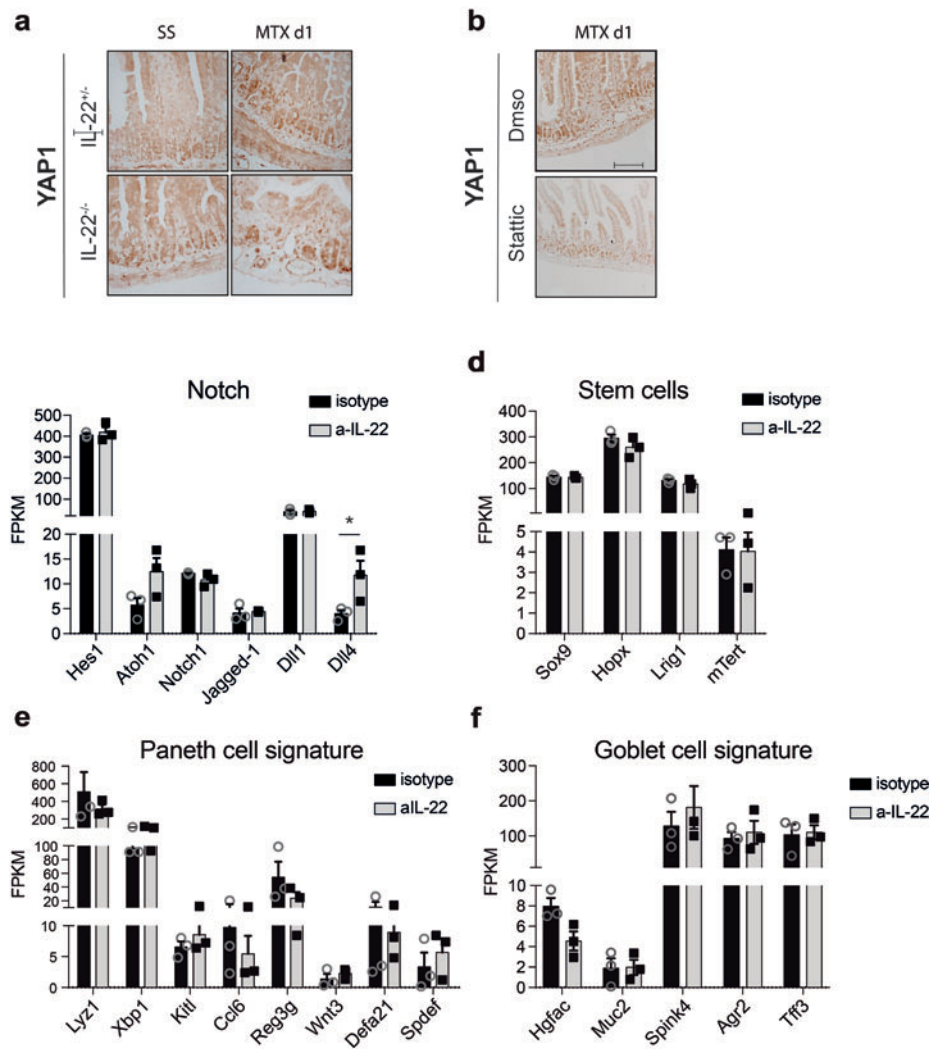 a
SS
MTX d1
YAP1
IL-22+/-
IL-22-/-
b
MTX d1
YAP1
Dmso
Stattic
Notch
isotype
a-IL-22
FPKM
500
400
300
200
100
20
15
10
5
0
*
Hes1
Atoh1
Notch1
Jagged-1
Dll1
Dll4
d
Stem cells
isotype
a-IL-22
FPKM
400
300
200
100
5
4
3
2
1
0
Sox9
Hopx
Lrig1
mTert
e
Paneth cell signature
isotype
aIL-22
FPKM
800
600
400
200
100
80
60
40
20
10
5
0
Lyz1
Xbp1
Kitl
Ccl6
Reg3g
Wnt3
Defa21
Spdef
f
Goblet cell signature
isotype
a-IL-22
FPKM
300
200
100
8
6
4
2
0
Hgfac
Muc2
Spink4
Agr2
Tff3